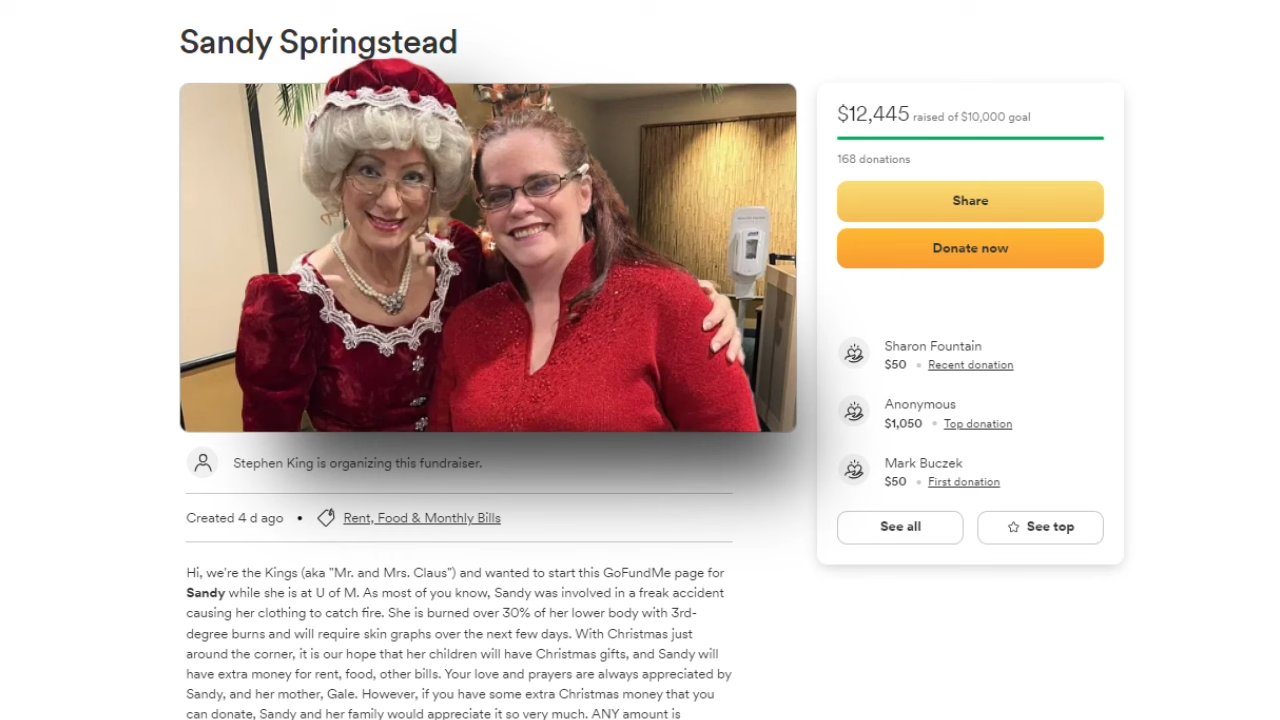 Sandy Springstead
$12,445 raised of $10,000 goal
168 donations
Share
Donate now
Sharon Fountain
$50 • Recent donation
Anonymous
$1,050 • Top donation
Mark Buczek
$50 • First donation
See all
See top
Stephen King is organizing this fundraiser.
Created 4 d ago • Rent, Food & Monthly Bills
Hi, we're the Kings (aka "Mr. and Mrs. Claus") and wanted to start this GoFundMe page for
Sandy while she is at U of M. As most of you know, Sandy was involved in a freak accident
causing her clothing to catch fire. She is burned over 30% of her lower body with 3rd-
degree burns and will require skin graphs over the next few days. With Christmas just
around the corner, it is our hope that her children will have Christmas gifts, and Sandy will
have extra money for rent, food, other bills. Your love and prayers are always appreciated by
Sandy, and her mother, Gale. However, if you have some extra Christmas money that you
can donate, Sandy and her family would appreciate it so very much. ANY amount is